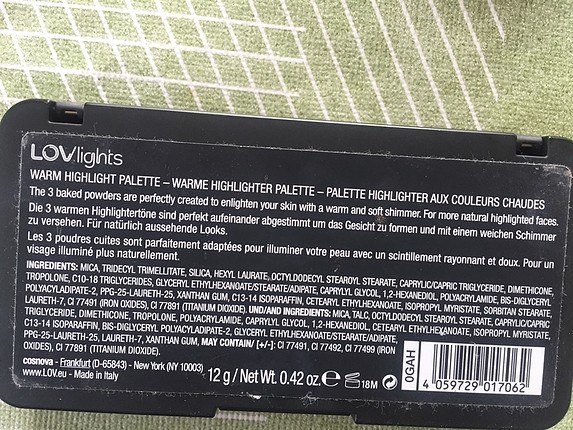 LOVlights
WARM HIGHLIGHT PALETTE – WARME HIGHLIGHTER PALETTE – PALETTE HIGHLIGHTER AUX COULEURS CHAUDES
The 3 baked powders are perfectly created to enlighten your skin with a warm and soft shimmer. For more natural highlighted faces.
Die 3 warmen Highlightertöne sind perfekt aufeinander abgestimmt um das Gesicht zu formen und mit einem weichen Schimmer
zu versehen. Für natürlich aussehende Looks.
Les 3 poudres cuites sont parfaitement adaptées pour illuminer votre peau avec un scintillement rayonnant et doux. Pour un
visage illuminé plus naturellement.
INGREDIENTS: MICA, TRIDECYL TRIMELLITATE, SILICA, HEXYL LAURATE, OCTYLDODECYL STEAROYL STEARATE, CAPRYLIC/CAPRIC TRIGLYCERIDE, DIMETHICONE,
TROPOLONE, C10-18 TRIGLYCERIDES, GLYCERYL ETHYLHEXANOATE/STEARATE/ADIPATE, CAPRYLYL GLYCOL, 1,2-HEXANEDIOL, POLYACRYLAMIDE, BIS-DIGLYCERYL
POLYACYLADIPATE-2, PPG-25-LAURETH-25, XANTHAN GUM, C13-14 ISOPARAFFIN, CETEARYL ETHYLHEXANOATE, ISOPROPYL MYRISTATE, SORBITAN STEARATE,
LAURETH-7, CI 77491 (IRON OXIDES), CI 77891 (TITANIUM DIOXIDE). UND/AND INGREDIENTS: MICA, TALC, OCTYLDODECYL STEAROYL STEARATE, CAPRYLIC/CAPRIC
TRIGLYCERIDE, DIMETHICONE, TROPOLONE, POLYACRYLAMIDE, CAPRYLYL GLYCOL, 1,2-HEXANEDIOL, CETEARYL ETHYLHEXANOATE, ISOPROPYL MYRISTATE,
C13-14 ISOPARAFFIN, BIS-DIGLYCERYL POLYACYLADIPATE-2, GLYCERYL ETHYLHEXANOATE/STEARATE/ADIPATE,
PPG-25-LAURETH-25, LAURETH-7, XANTHAN GUM, MAY CONTAIN/ [+/-]: CI 77491, CI 77492, CI 77499 (IRON
OXIDES), CI 77891 (TITANIUM DIOXIDE).
cosnova - Frankfurt (D-65843) - New York (NY 10003)
www.LOV.eu - Made in Italy
12 g / Net Wt. 0.42 oz. ℮ 18M
0GAH
4 059729 017062